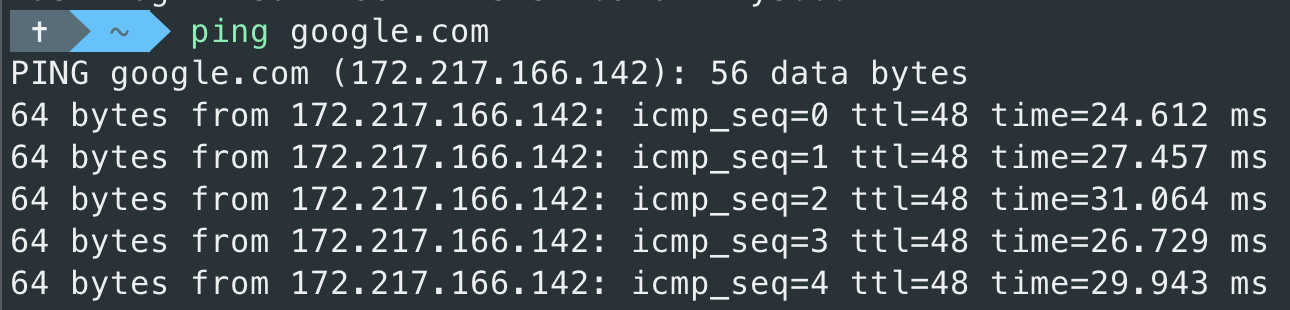 † ~ ping google.com
PING google.com (172.217.166.142): 56 data bytes
64 bytes from 172.217.166.142: icmp_seq=0 ttl=48 time=24.612 ms
64 bytes from 172.217.166.142: icmp_seq=1 ttl=48 time=27.457 ms
64 bytes from 172.217.166.142: icmp_seq=2 ttl=48 time=31.064 ms
64 bytes from 172.217.166.142: icmp_seq=3 ttl=48 time=26.729 ms
64 bytes from 172.217.166.142: icmp_seq=4 ttl=48 time=29.943 ms